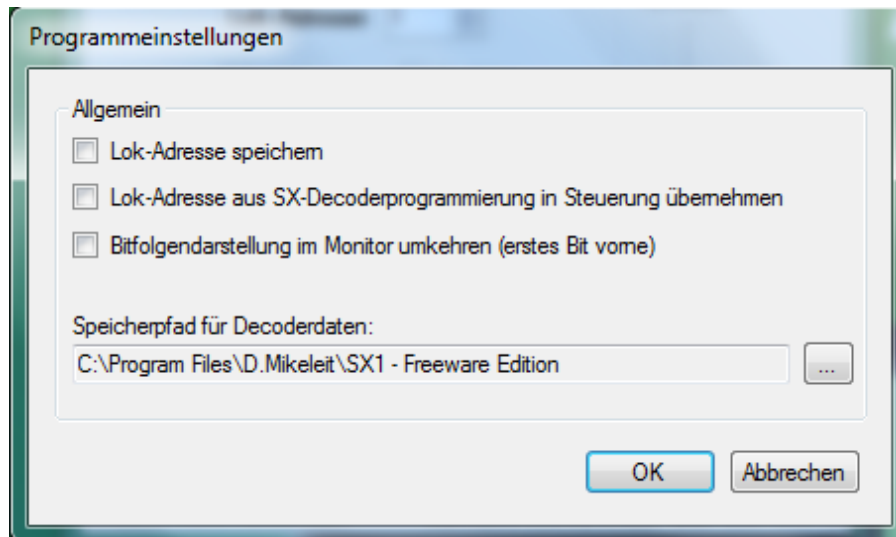 Programmeinstellungen
Allgemein
Lok-Adresse speichern
Lok-Adresse aus SX-Decoderprogrammierung in Steuerung übernehmen
Bitfolgendarstellung im Monitor umkehren (erstes Bit vorne)
Speicherpfad für Decoderdaten:
C:\Program Files\D.Mikeleit\SX1 - Freeware Edition
...
OK
Abbrechen